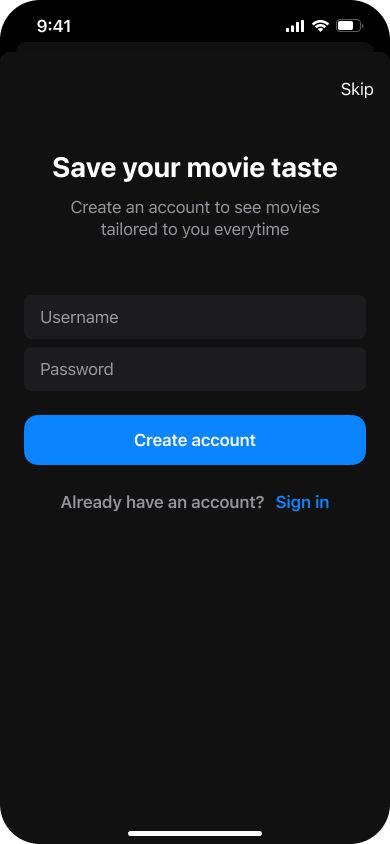 9:41
Skip
Save your movie taste
Create an account to see movies
tailored to you everytime
Username
Password
Create account
Already have an account? Sign in